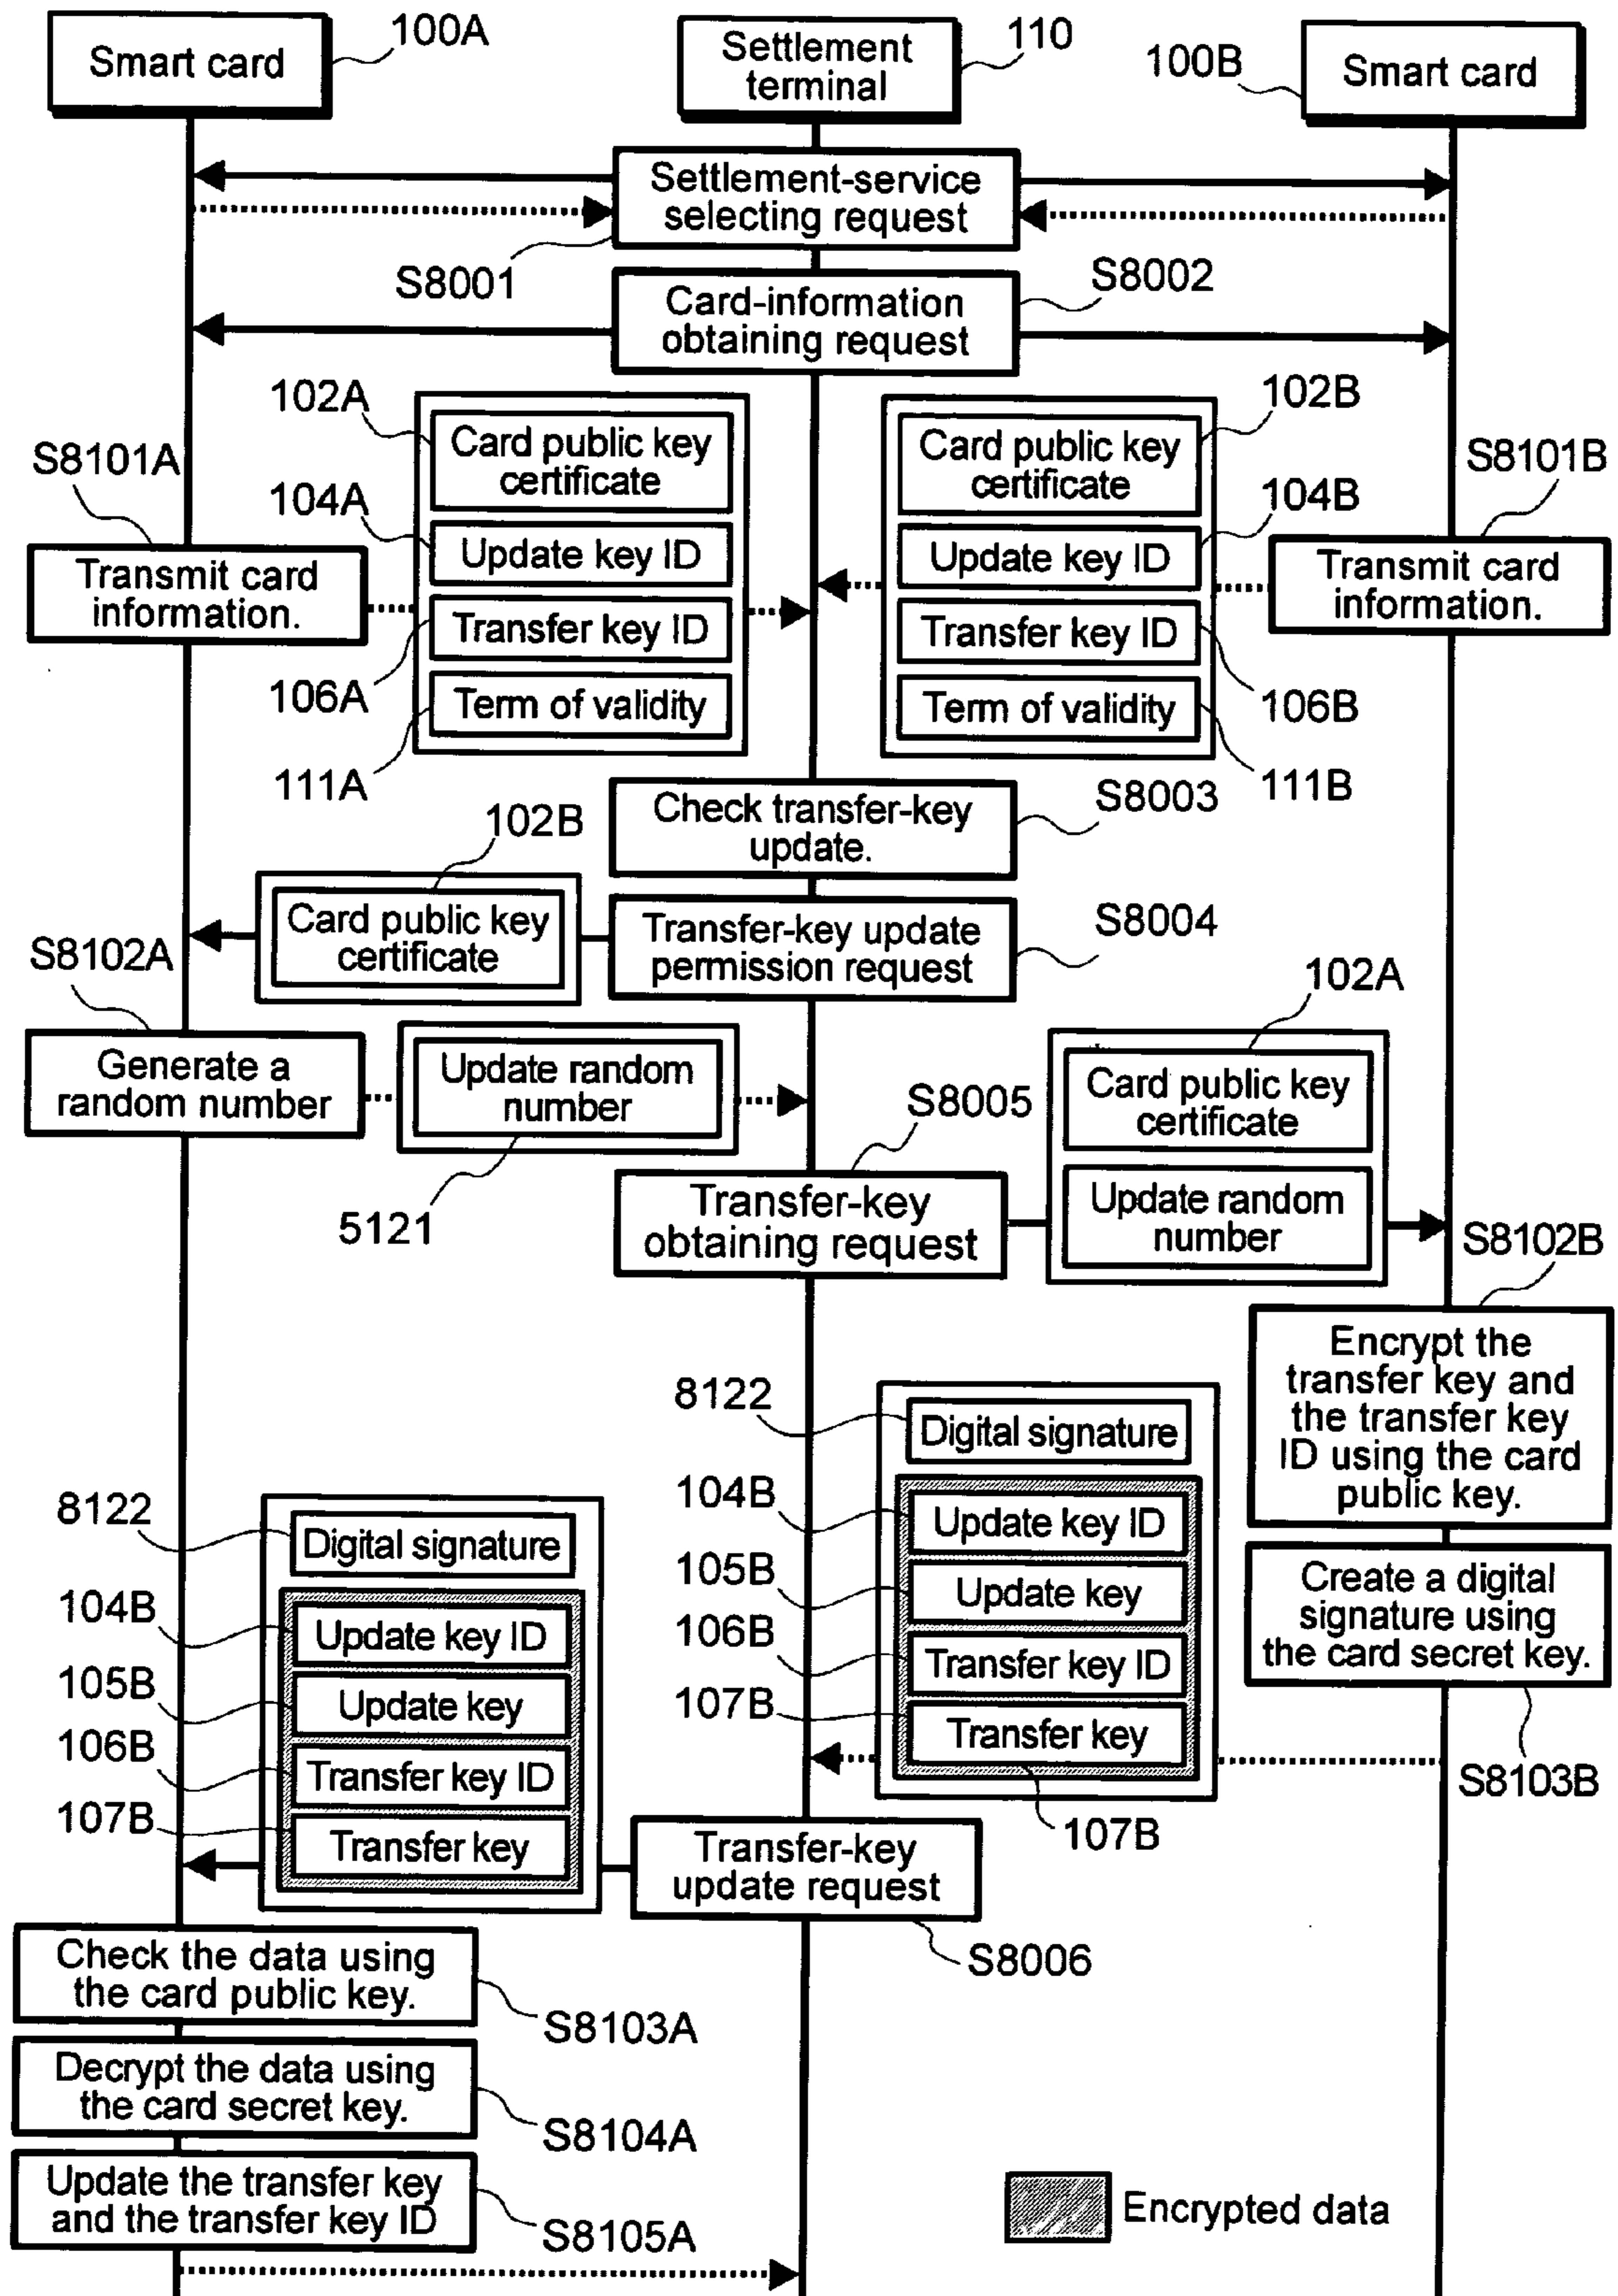 Smart card
100A
Settlement
terminal
110
100B
Smart card
Settlement-service
selecting request
S8001
S8002
Card-information
obtaining request
102A
Card public key
certificate
104A
Update key ID
Transfer key ID
106A
Term of validity
111A
S8101A
Transmit card
information.
102B
Card public key
certificate
104B
Update key ID
Transfer key ID
106B
Term of validity
111B
S8101B
Transmit card
information.
Check transfer-key
update.
S8003
102B
Card public key
certificate
Transfer-key update
permission request
S8004
S8102A
Generate a
random number
Update random
number
5121
S8005
Transfer-key
obtaining request
102A
Card public key
certificate
Update random
number
S8102B
Encrypt the
transfer key and
the transfer key
ID using the card
public key.
8122
Digital signature
104B
Update key ID
105B
Update key
106B
Transfer key ID
107B
Transfer key
107B
Create a digital
signature using
the card secret key.
S8103B
8122
Digital signature
104B
Update key ID
105B
Update key
106B
Transfer key ID
107B
Transfer key
Transfer-key
update request
S8006
Check the data using
the card public key.
S8103A
Decrypt the data using
the card secret key.
S8104A
Update the transfer key
and the transfer key ID
S8105A
Encrypted data